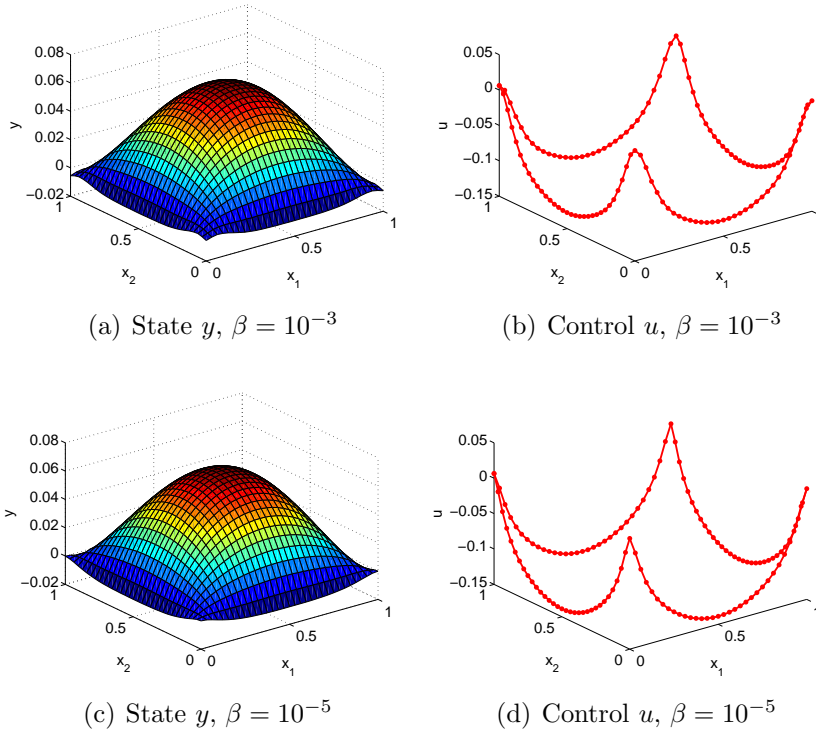 0.08
0.06
0.04
0.02
0
−0.02
y
1
0.5
0
x2
0
0.5
1
x1
(a) State y, β = 10−3
0.05
0
−0.05
−0.1
−0.15
u
1
0.5
0
x2
0
0.5
x1
(b) Control u, β = 10−3
0.08
0.06
0.04
0.02
0
−0.02
y
1
0.5
0
x2
0
0.5
1
x1
(c) State y, β = 10−5
0.05
0
−0.05
−0.1
−0.15
u
1
0.5
0
x2
0
0.5
x1
(d) Control u, β = 10−5